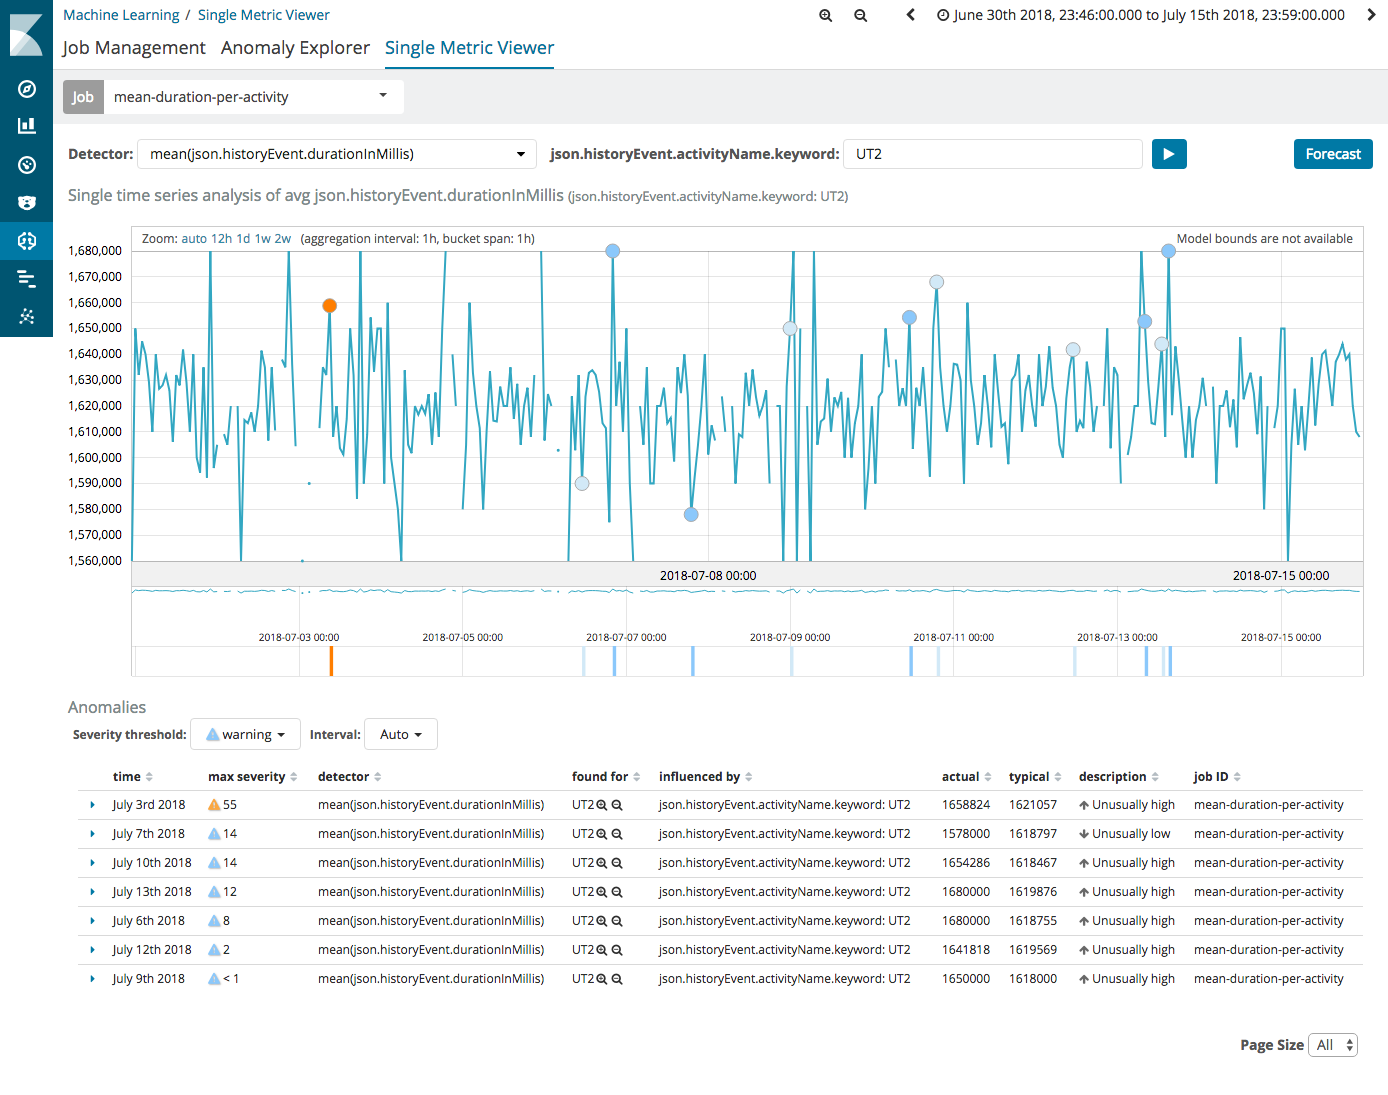 Machine Learning / Single Metric Viewer
June 30th 2018, 23:46:00.000 to July 15th 2018, 23:59:00.000
Job Management Anomaly Explorer Single Metric Viewer
Job mean-duration-per-activity
Detector: mean(json.historyEvent.durationInMillis) json.historyEvent.activityName.keyword: UT2 Forecast
Single time series analysis of avg json.historyEvent.durationInMillis (json.historyEvent.activityName.keyword: UT2)
Zoom: auto 12h 1d 1w 2w (aggregation interval: 1h, bucket span: 1h) Model bounds are not available
1,680,000
1,670,000
1,660,000
1,650,000
1,640,000
1,630,000
1,620,000
1,610,000
1,600,000
1,590,000
1,580,000
1,570,000
1,560,000
2018-07-08 00:00 2018-07-15 00:00
2018-07-03 00:00 2018-07-05 00:00 2018-07-07 00:00 2018-07-09 00:00 2018-07-11 00:00 2018-07-13 00:00 2018-07-15 00:00
Anomalies
Severity threshold: warning Interval: Auto
time max severity detector found for influenced by actual typical description job ID
July 3rd 2018 55 mean(json.historyEvent.durationInMillis) UT2 json.historyEvent.activityName.keyword: UT2 1658824 1621057 Unusually high mean-duration-per-activity
July 7th 2018 14 mean(json.historyEvent.durationInMillis) UT2 json.historyEvent.activityName.keyword: UT2 1578000 1618797 Unusually low mean-duration-per-activity
July 10th 2018 14 mean(json.historyEvent.durationInMillis) UT2 json.historyEvent.activityName.keyword: UT2 1654286 1618467 Unusually high mean-duration-per-activity
July 13th 2018 12 mean(json.historyEvent.durationInMillis) UT2 json.historyEvent.activityName.keyword: UT2 1680000 1619876 Unusually high mean-duration-per-activity
July 6th 2018 8 mean(json.historyEvent.durationInMillis) UT2 json.historyEvent.activityName.keyword: UT2 1680000 1618755 Unusually high mean-duration-per-activity
July 12th 2018 2 mean(json.historyEvent.durationInMillis) UT2 json.historyEvent.activityName.keyword: UT2 1641818 1619569 Unusually high mean-duration-per-activity
July 9th 2018 < 1 mean(json.historyEvent.durationInMillis) UT2 json.historyEvent.activityName.keyword: UT2 1650000 1618000 Unusually high mean-duration-per-activity
Page Size All